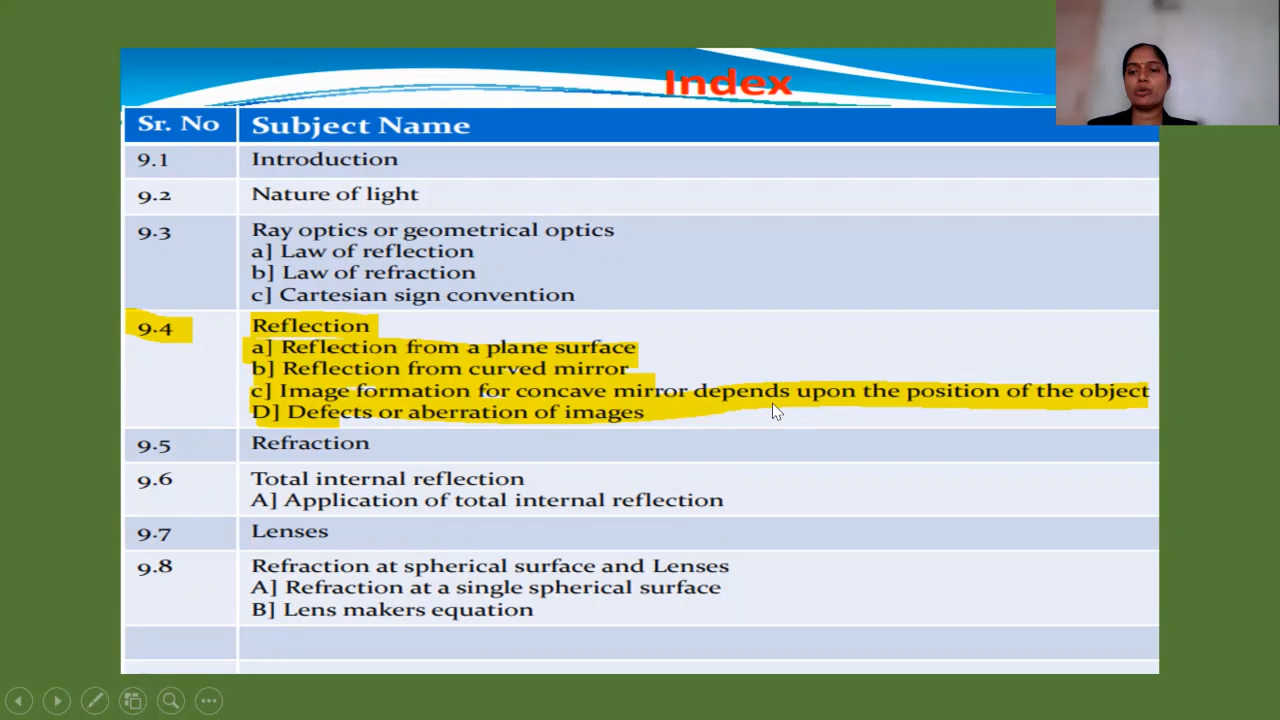 Index
Sr. No Subject Name
9.1 Introduction
9.2 Nature of light
9.3 Ray optics or geometrical optics
a] Law of reflection
b] Law of refraction
c] Cartesian sign convention
9.4 Reflection
a] Reflection from a plane surface
b] Reflection from curved mirror
c] Image formation for concave mirror depends upon the position of the object
D] Defects or aberration of images
9.5 Refraction
9.6 Total internal reflection
A] Application of total internal reflection
9.7 Lenses
9.8 Refraction at spherical surface and Lenses
A] Refraction at a single spherical surface
B] Lens makers equation